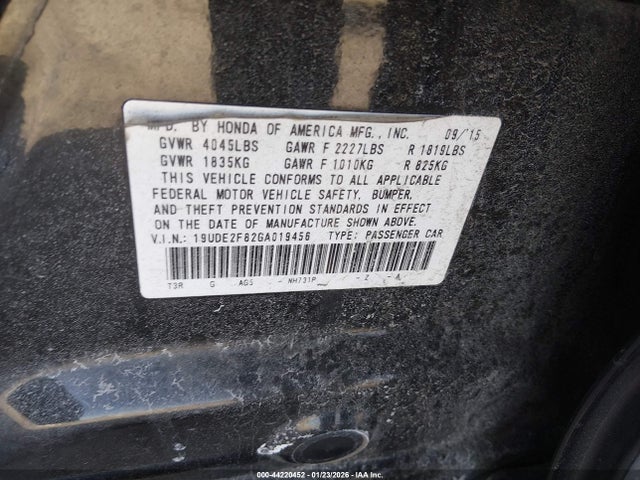 MFD. BY HONDA OF AMERICA MFG., INC. 09/15
GVWR 4045LBS GAWR F 2227LBS R 1819LBS
GVWR 1835KG GAWR F 1010KG R 825KG
THIS VEHICLE CONFORMS TO ALL APPLICABLE
FEDERAL MOTOR VEHICLE SAFETY, BUMPER,
AND THEFT PREVENTION STANDARDS IN EFFECT
ON THE DATE OF MANUFACTURE SHOWN ABOVE.
V.I.N.: 19UDE2F82GA019456 TYPE: PASSENGER CAR
T3R G AGS - NH731P - Z - A
000-44220452 - 01/23/2026 - IAA Inc.